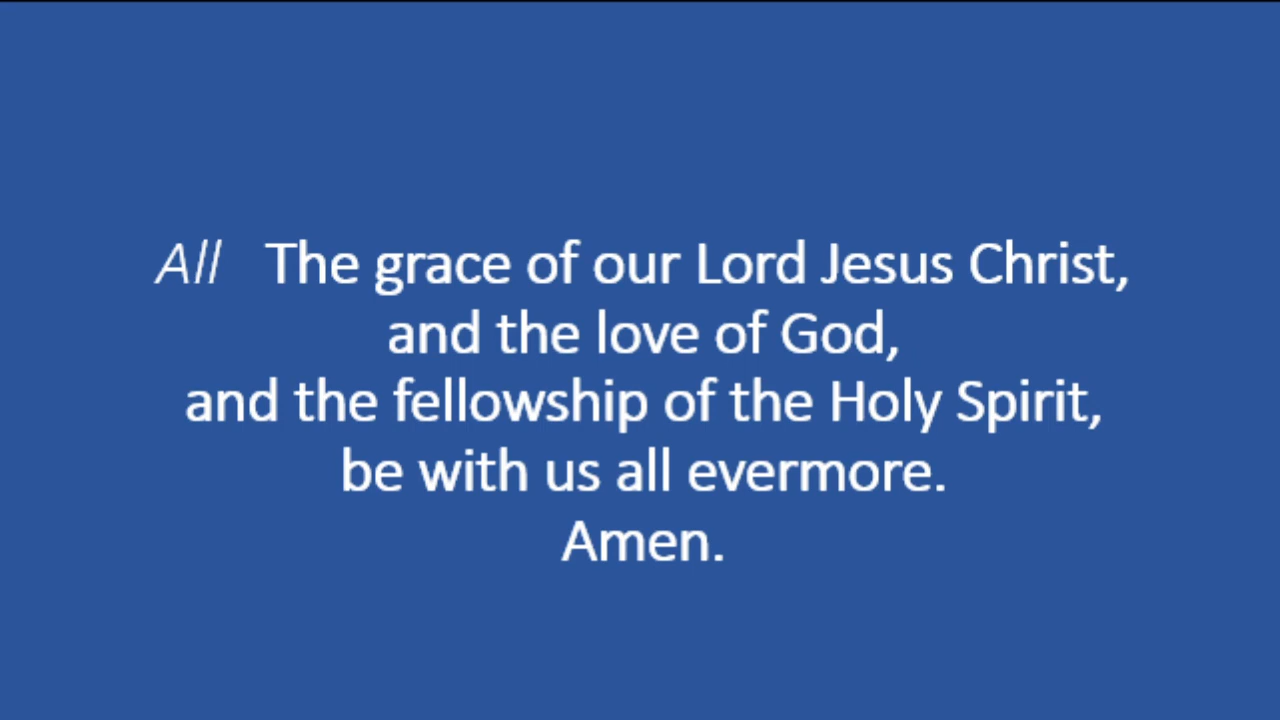 All The grace of our Lord Jesus Christ,
and the love of God,
and the fellowship of the Holy Spirit,
be with us all evermore.
Amen.